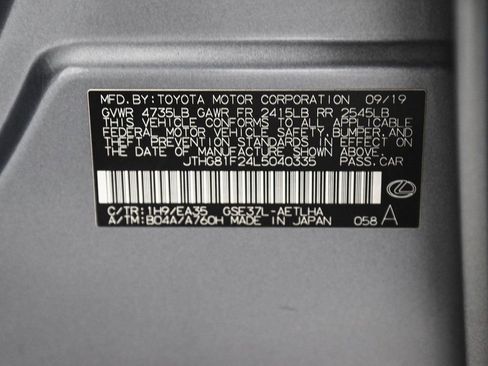 MFD.BY:TOYOTA MOTOR CORPORATION 09/19
GVWR 4735LB GAWR FR 2415LB RR 2545LB
THIS VEHICLE CONFORMS TO ALL APPLICABLE
FEDERAL MOTOR VEHICLE SAFETY, BUMPER, AND
THEFT PREVENTION STANDARDS IN EFFECT ON
THE DATE OF MANUFACTURE SHOWN ABOVE.
JTHG81F24L5040335 PASS.CAR
C/TR:1H9/EA35 GSE37L-AETLHA
A/TM:B04A/A760H MADE IN JAPAN 058 A